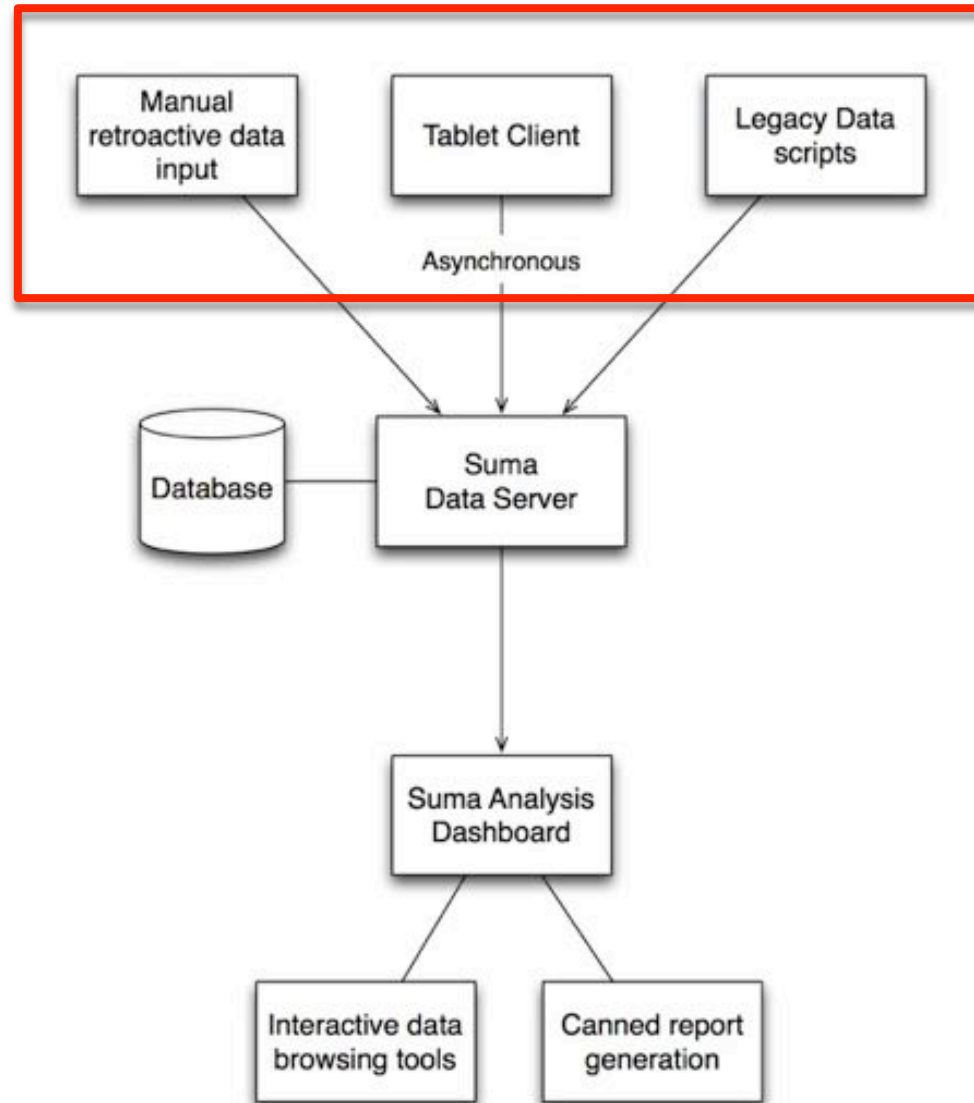 Manual
retroactive data
input
Tablet Client
Legacy Data
scripts
Asynchronous
Database
Suma
Data Server
Suma Analysis
Dashboard
Interactive data
browsing tools
Canned report
generation